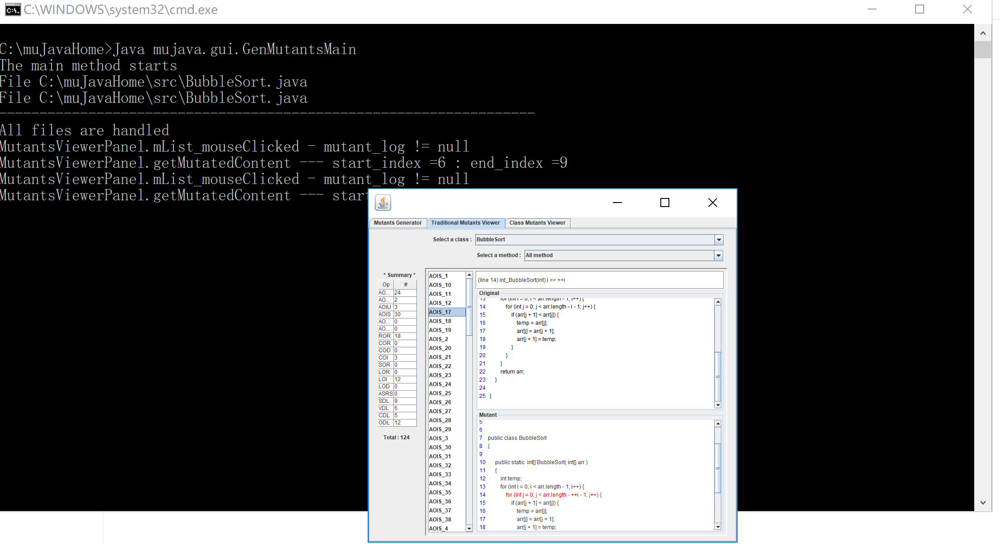 C:\WINDOWS\system32\cmd.exe
C:\muJavaHome>Java mujava.gui.GenMutantsMain
The main method starts
File C:\muJavaHome\src\BubbleSort.java
File C:\muJavaHome\src\BubbleSort.java
------------------------------------------------------------------
All files are handled
MutantsViewerPanel.mList_mouseClicked - mutant_log != null
MutantsViewerPanel.getMutatedContent --- start_index =6 : end_index =9
MutantsViewerPanel.mList_mouseClicked - mutant_log != null
MutantsViewerPanel.getMutatedContent --- start
Mutants Generator
Traditional Mutants Viewer
Class Mutants Viewer
Select a class :
BubbleSort
Select a method :
All method
* Summary *
Op #
AO... 24
AO... 2
AOIU 3
AOIS 30
AO... 0
AO... 0
ROR 18
COR 0
COD 0
COI 3
SOR 0
LOR 0
LOI 12
LOD 0
ASRS 0
SDL 9
VDL 6
CDL 5
ODL 12
Total : 124
AOIS_1
AOIS_10
AOIS_11
AOIS_12
AOIS_17
AOIS_18
AOIS_19
AOIS_2
AOIS_20
AOIS_21
AOIS_22
AOIS_23
AOIS_24
AOIS_25
AOIS_26
AOIS_27
AOIS_28
AOIS_29
AOIS_3
AOIS_30
AOIS_31
AOIS_32
AOIS_33
AOIS_34
AOIS_35
AOIS_36
AOIS_37
AOIS_38
AOIS_4
(line 14) int_BubbleSort(int):i => ++i
Original
13 for (int i = 0; i < arr.length - 1; i++) {
14 for (int j = 0; j < arr.length - i - 1; j++) {
15 if (arr[j + 1] < arr[j]) {
16 temp = arr[j];
17 arr[j] = arr[j + 1];
18 arr[j + 1] = temp;
19 }
20 }
21 }
22 return arr;
23 }
24
25 }
Mutant
5
6
7 public class BubbleSort
8 {
9
10 public static int[] BubbleSort( int[] arr )
11 {
12 int temp;
13 for (int i = 0; i < arr.length - 1; i++) {
14 for (int j = 0; j < arr.length - ++i - 1; j++) {
15 if (arr[j + 1] < arr[j]) {
16 temp = arr[j];
17 arr[j] = arr[j + 1];
18 arr[j + 1] = temp;